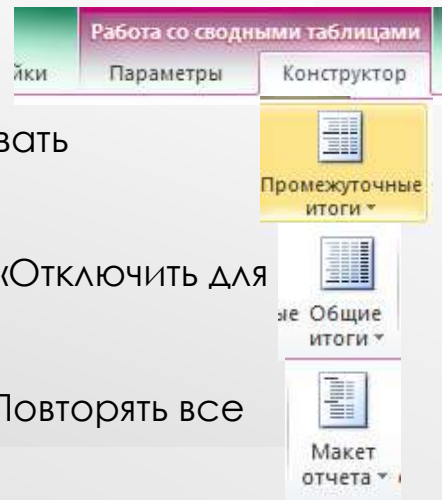 Работа со сводными таблицами
йки Параметры Конструктор
вать
Промежуточные
итоги
«Отключить для
ые Общие
итоги
Повторять все
Макет
отчета